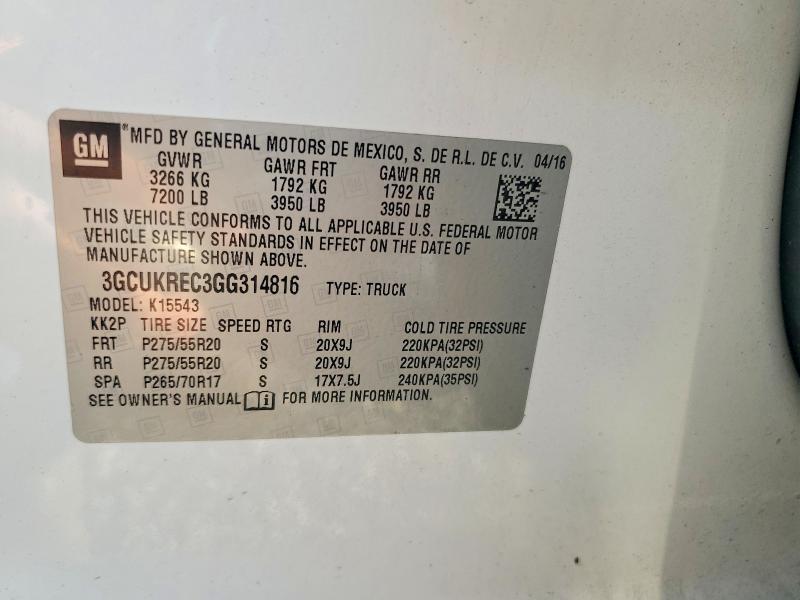 GM ® MFD BY GENERAL MOTORS DE MEXICO, S. DE R.L. DE C.V. 04/16
GVWR GAWR FRT GAWR RR
3266 KG 1792 KG 1792 KG
7200 LB 3950 LB 3950 LB
THIS VEHICLE CONFORMS TO ALL APPLICABLE U.S. FEDERAL MOTOR
VEHICLE SAFETY STANDARDS IN EFFECT ON THE DATE OF
MANUFACTURE SHOWN ABOVE.
3GCUKREC3GG314816 TYPE: TRUCK
MODEL: K15543
KK2P TIRE SIZE SPEED RTG RIM COLD TIRE PRESSURE
FRT P275/55R20 S 20X9J 220KPA(32PSI)
RR P275/55R20 S 20X9J 220KPA(32PSI)
SPA P265/70R17 S 17X7.5J 240KPA(35PSI)
SEE OWNER'S MANUAL i FOR MORE INFORMATION.